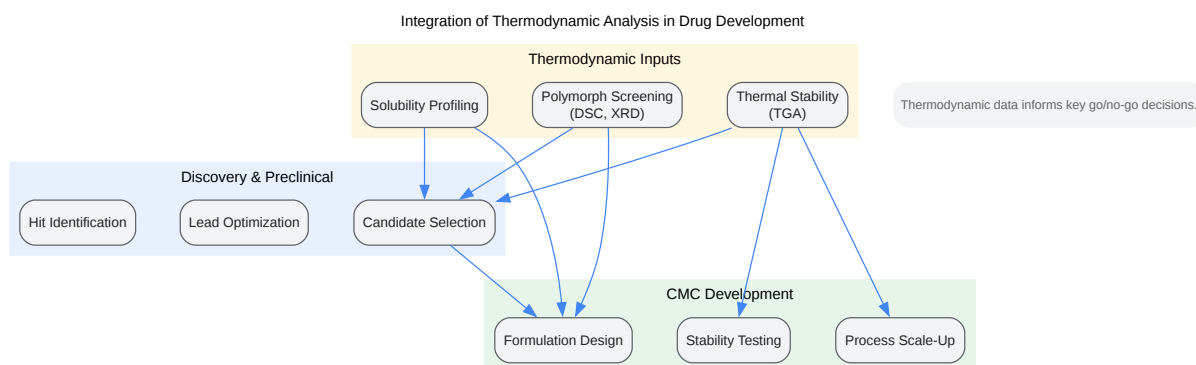 Integration of Thermodynamic Analysis in Drug Development
Thermodynamic Inputs
Solubility Profiling
Polymorph Screening
(DSC, XRD)
Thermal Stability
(TGA)
Thermodynamic data informs key go/no-go decisions.
Discovery & Preclinical
Hit Identification
Lead Optimization
Candidate Selection
CMC Development
Formulation Design
Stability Testing
Process Scale-Up